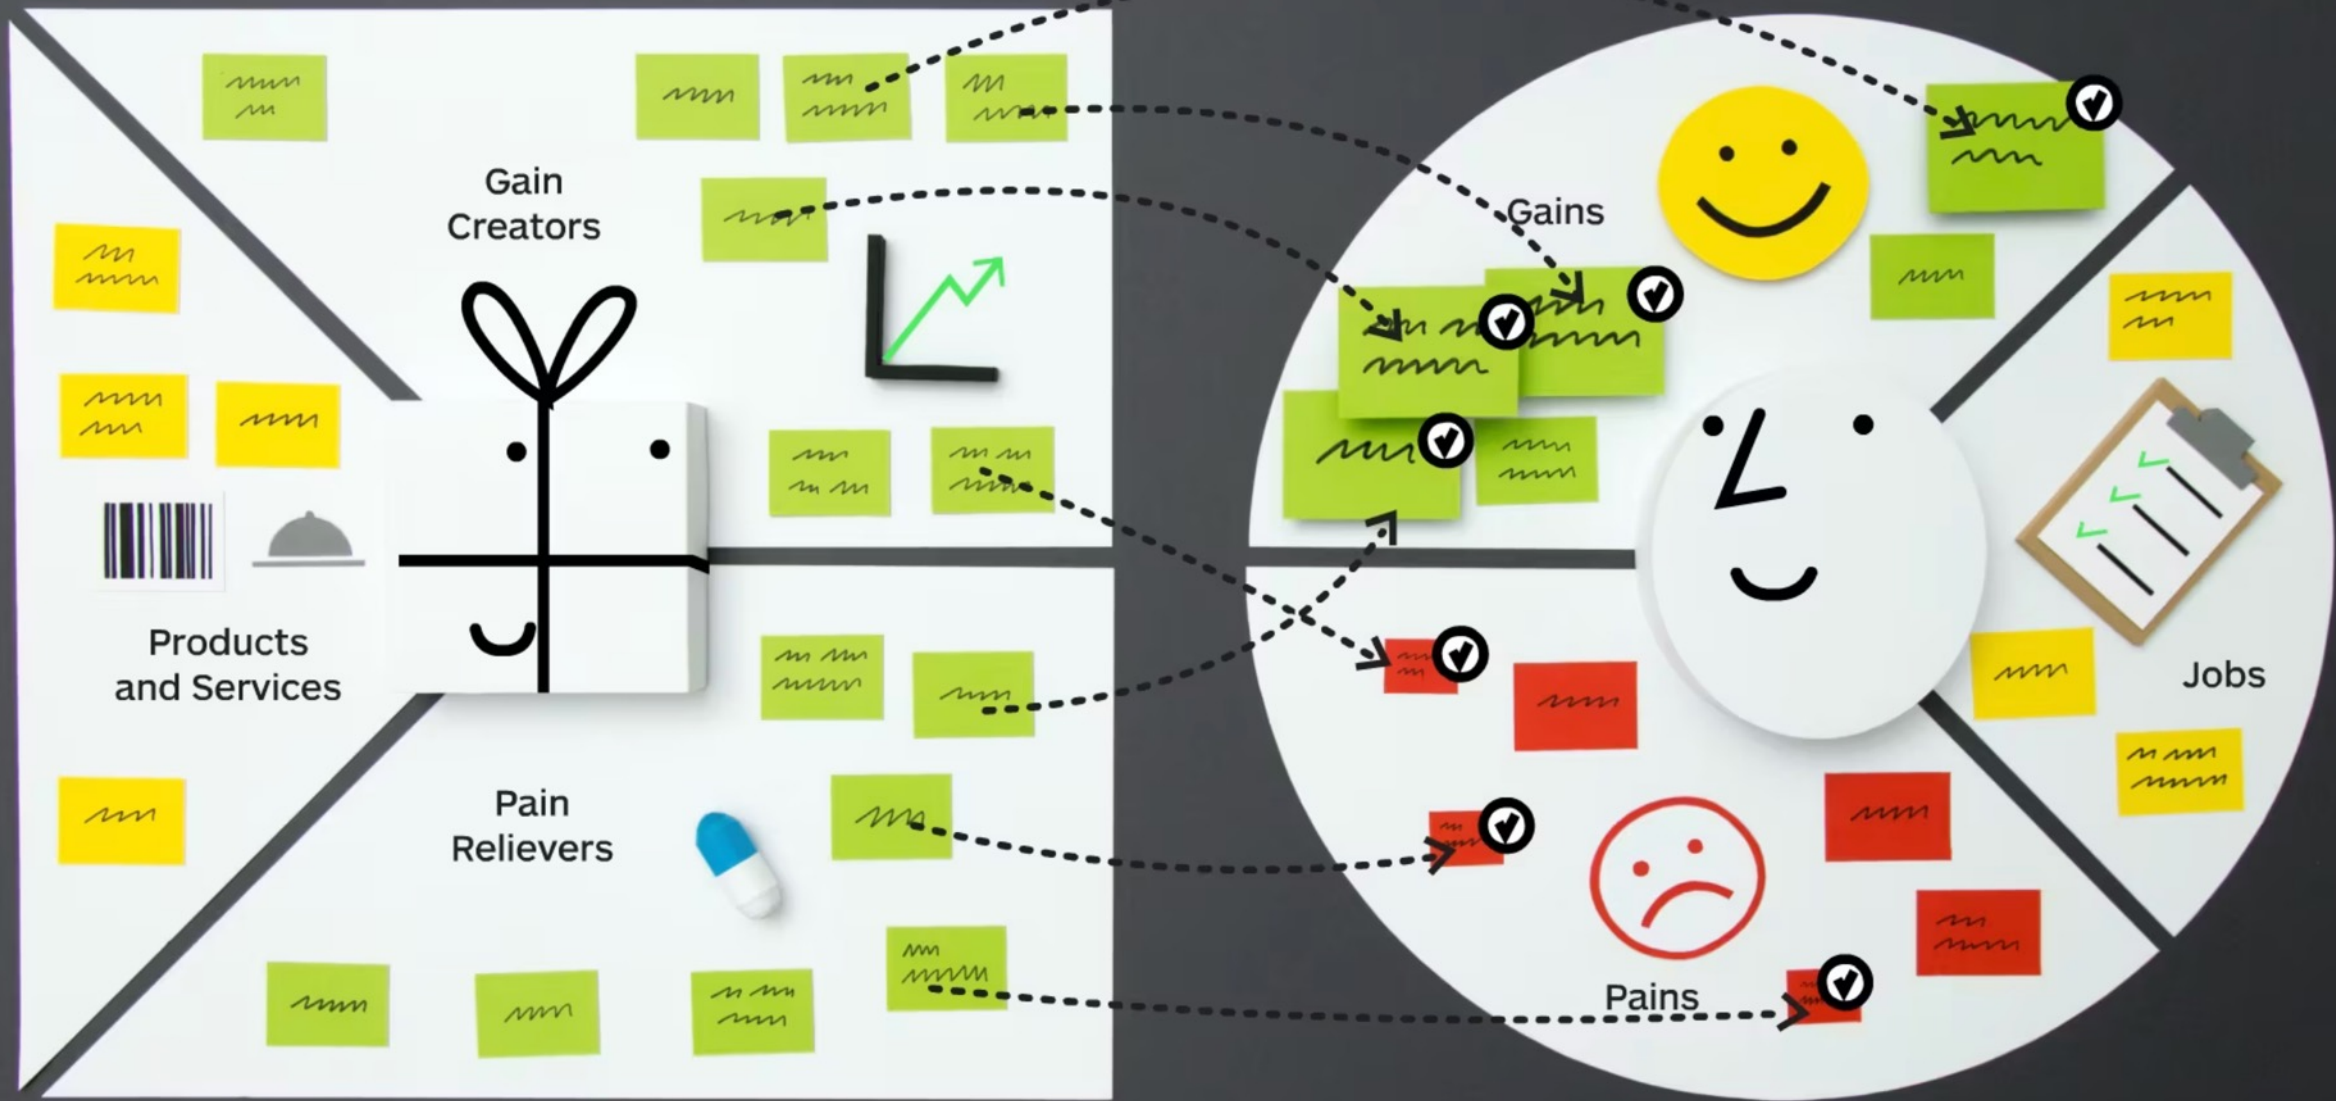 Gain
Creators
Products
and Services
Pain
Relievers
Gains
Jobs
Pains